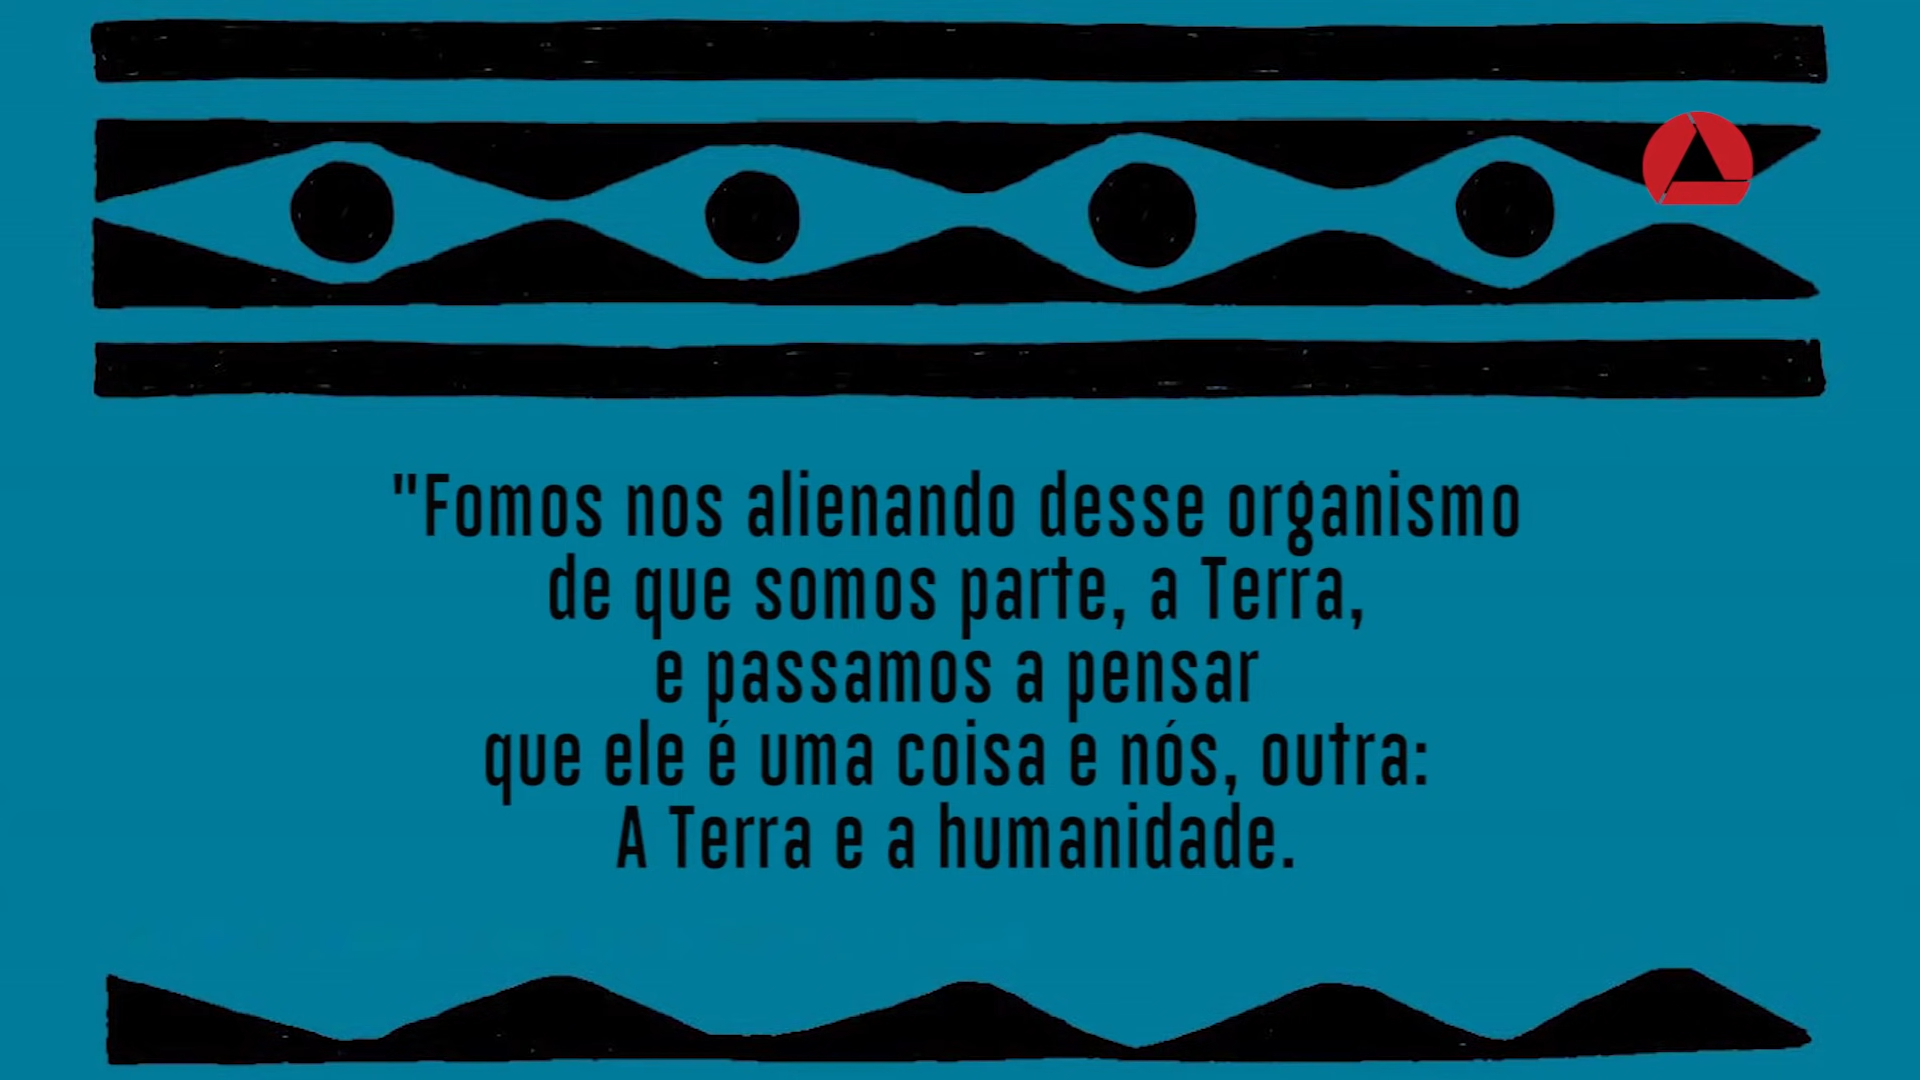 "Fomos nos alienando desse organismo
de que somos parte, a Terra,
e passamos a pensar
que ele é uma coisa e nós, outra:
A Terra e a humanidade.